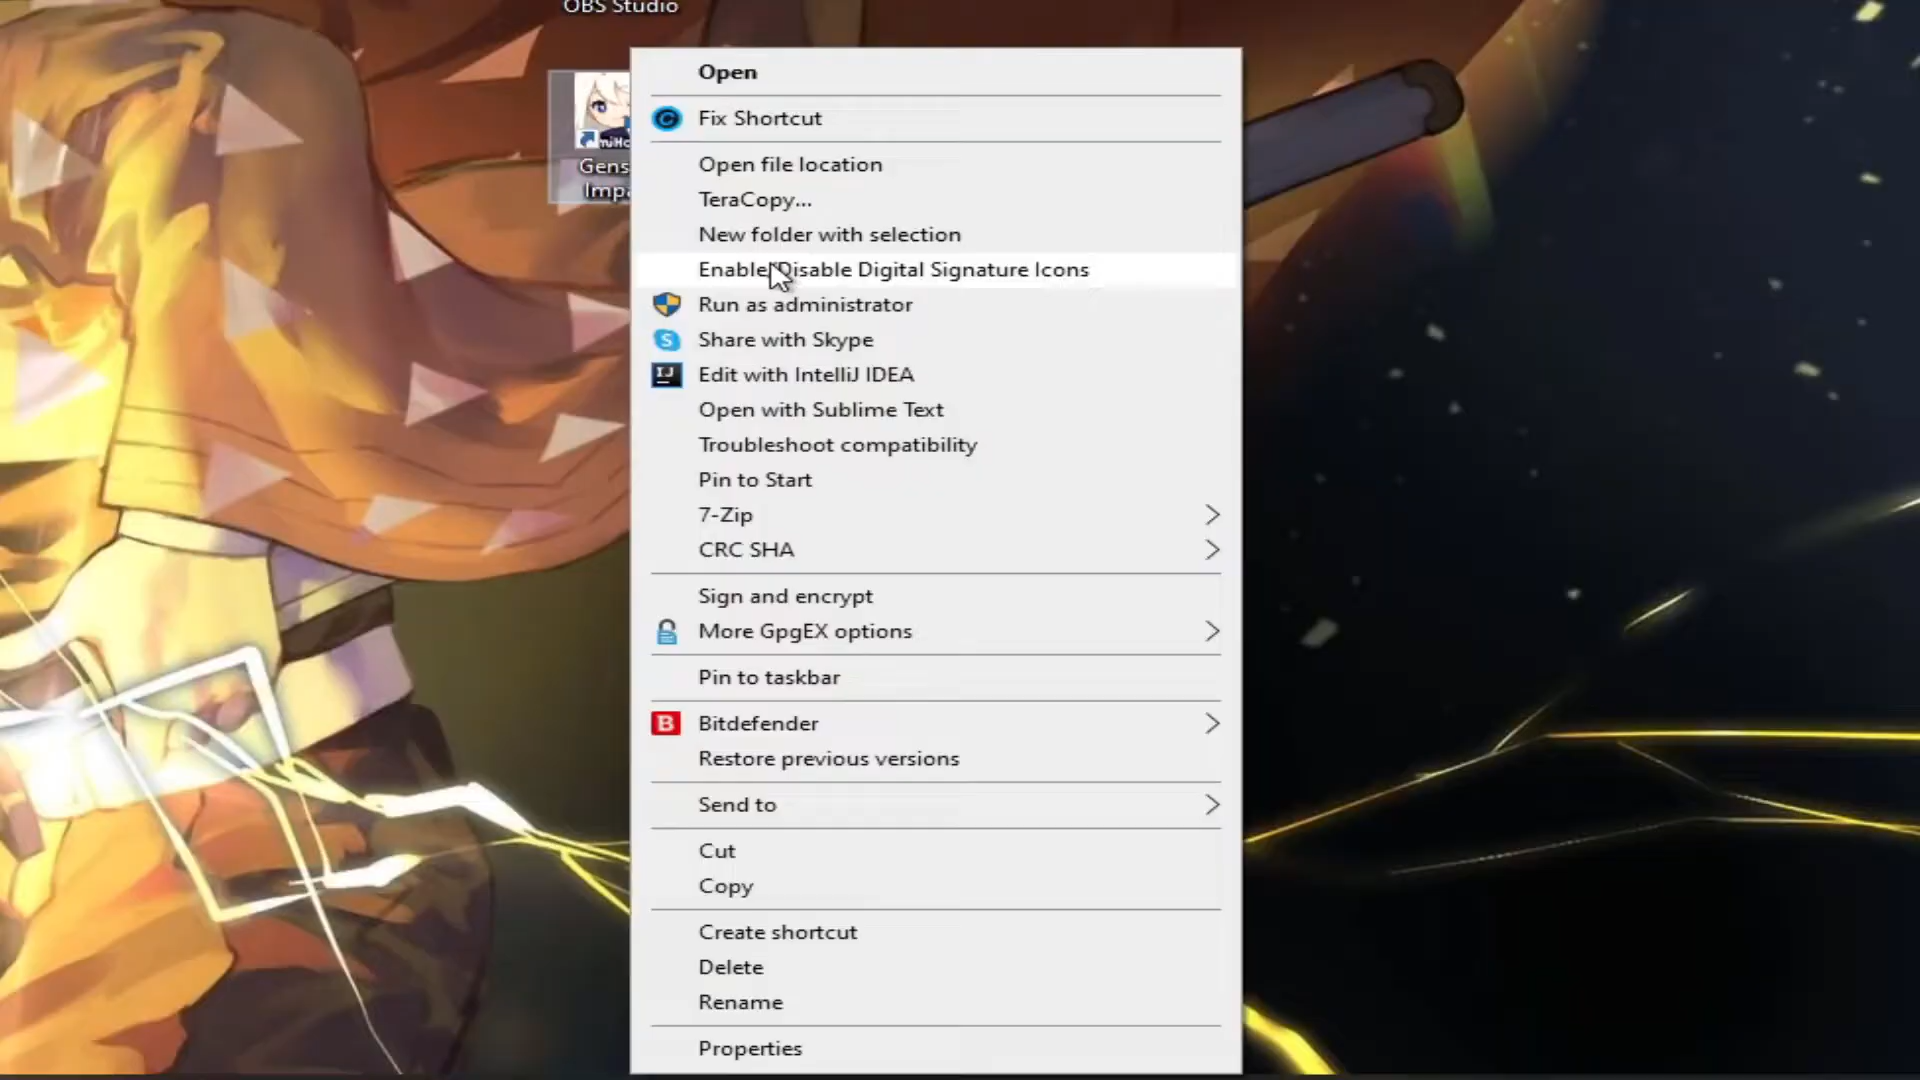 OBS Studio
Gens
Impa
Open
Fix Shortcut
Open file location
TeraCopy...
New folder with selection
Enable/Disable Digital Signature Icons
Run as administrator
Share with Skype
Edit with IntelliJ IDEA
Open with Sublime Text
Troubleshoot compatibility
Pin to Start
7-Zip
CRC SHA
Sign and encrypt
More GpgEX options
Pin to taskbar
Bitdefender
Restore previous versions
Send to
Cut
Copy
Create shortcut
Delete
Rename
Properties